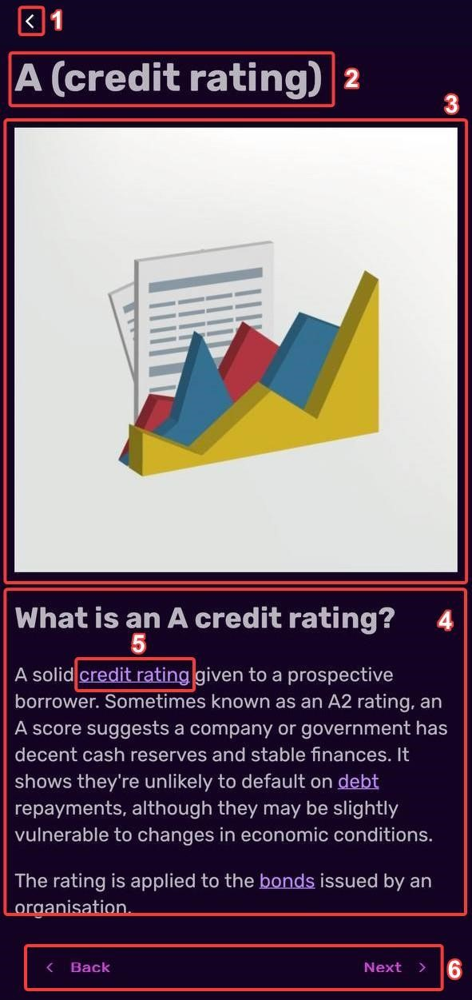 1
A (credit rating)
2
3
What is an A credit rating?
4
5
A solid credit rating given to a prospective
borrower. Sometimes known as an A2 rating, an
A score suggests a company or government has
decent cash reserves and stable finances. It
shows they're unlikely to default on debt
repayments, although they may be slightly
vulnerable to changes in economic conditions.
The rating is applied to the bonds issued by an
organisation.
Back
Next
6